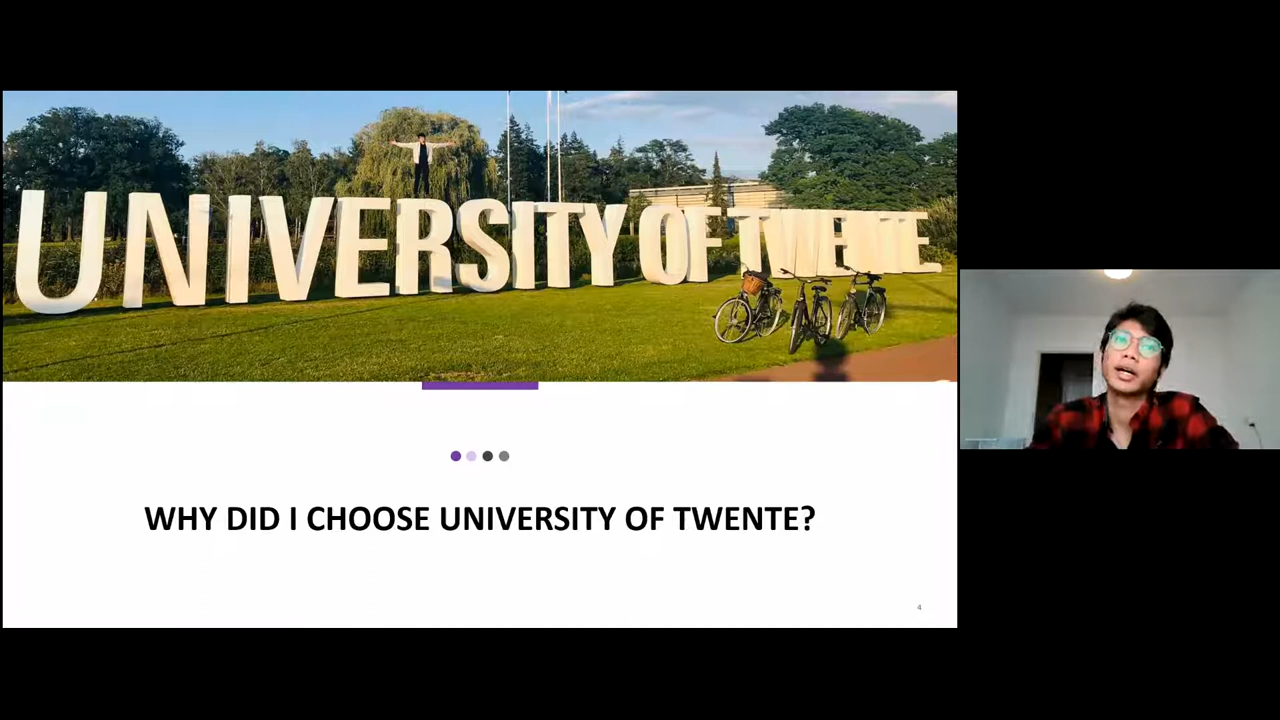 UNIVERSITY OF TWENTE.
WHY DID I CHOOSE UNIVERSITY OF TWENTE?
4